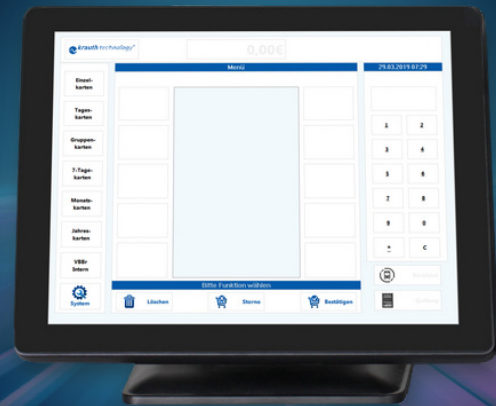 krauth technology
0,00€
Menü
29.03.2019 07:29
Einzel-
karten
Tages-
karten
Gruppen-
karten
7-Tage-
karten
Monats-
karten
Jahres-
karten
VBBr
Intern
System
1 2
3 4
5 6
7 8
9 0
* C
Bitte Funktion wählen
Löschen Storno Bestätigen